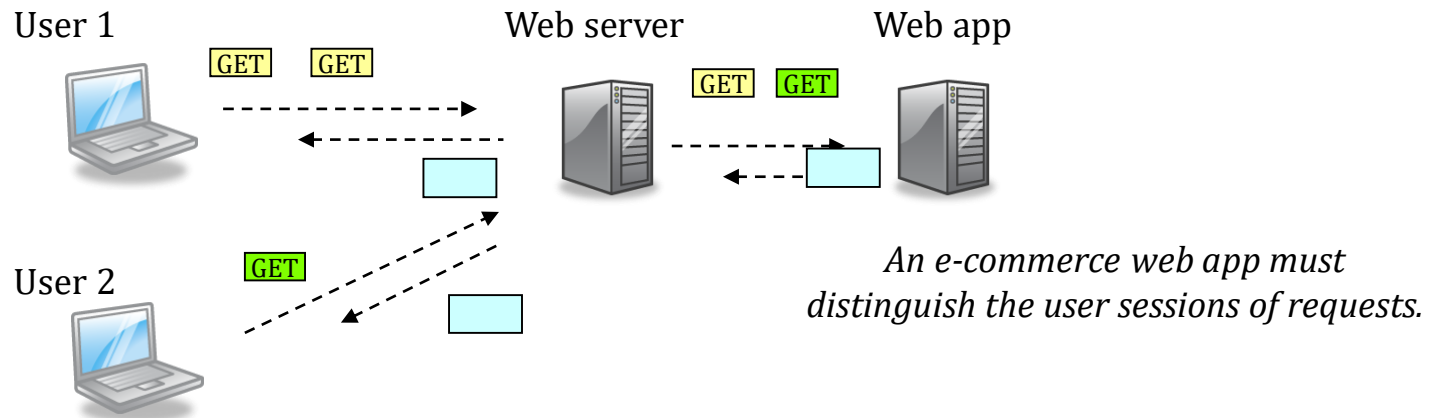 User 1
Web server
Web app
GET
GET
GET
GET
User 2
GET
An e-commerce web app must
distinguish the user sessions of requests.